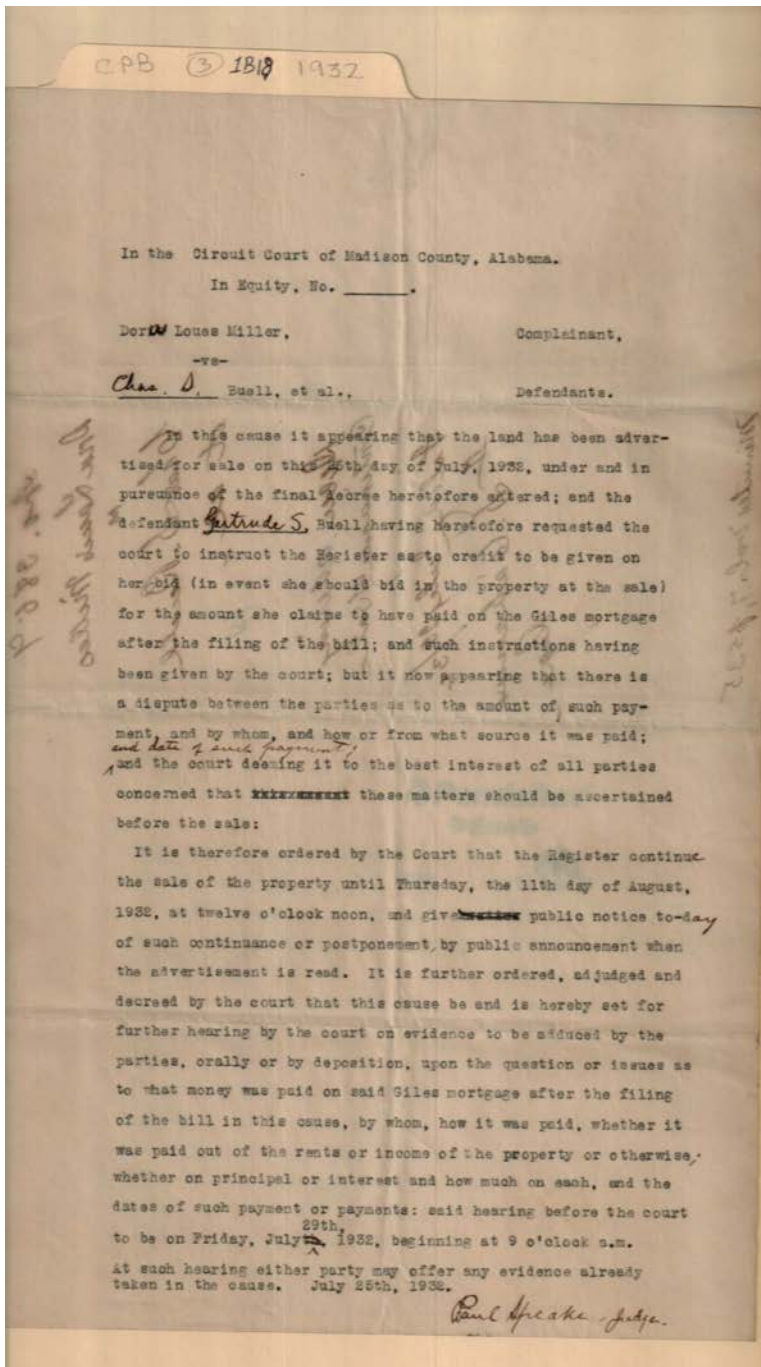 CPB ③ 1818 1932
In the Circuit Court of Madison County, Alabama.
In Equity, No. ______.
Dora Loues Miller, Complainant,
-vs-
Chas. D. Buell, et al., Defendants.
In this cause it appearing that the land has been adver-
tised for sale on this 25th day of July, 1932, under and in
pursuance of the final decree heretofore entered; and the
defendant Gertrude S. Buell having heretofore requested the
court to instruct the Register as to credit to be given on
her bid (in event she should bid in the property at the sale)
for the amount she claims to have paid on the Giles mortgage
after the filing of the bill; and such instructions having
been given by the court; but it now appearing that there is
a dispute between the parties as to the amount of such pay-
ment, and by whom, and how or from what source it was paid;
and date of such payment;
and the court deeming it to the best interest of all parties
concerned that these matters should be ascertained
before the sale:
It is therefore ordered by the Court that the Register continue
the sale of the property until Thursday, the 11th day of August,
1932, at twelve o'clock noon, and give public notice to-day
of such continuance or postponement, by public announcement when
the advertisement is read. It is further ordered, adjudged and
decreed by the court that this cause be and is hereby set for
further hearing by the court on evidence to be adduced by the
parties, orally or by deposition, upon the question or issues as
to what money was paid on said Giles mortgage after the filing
of the bill in this cause, by whom, how it was paid, whether it
was paid out of the rents or income of the property or otherwise,
whether on principal or interest and how much on each, and the
dates of such payment or payments: said hearing before the court
29th,
to be on Friday, July 1932, beginning at 9 o'clock a.m.
At such hearing either party may offer any evidence already
taken in the cause. July 25th, 1932.
Paul Speake, Judge.